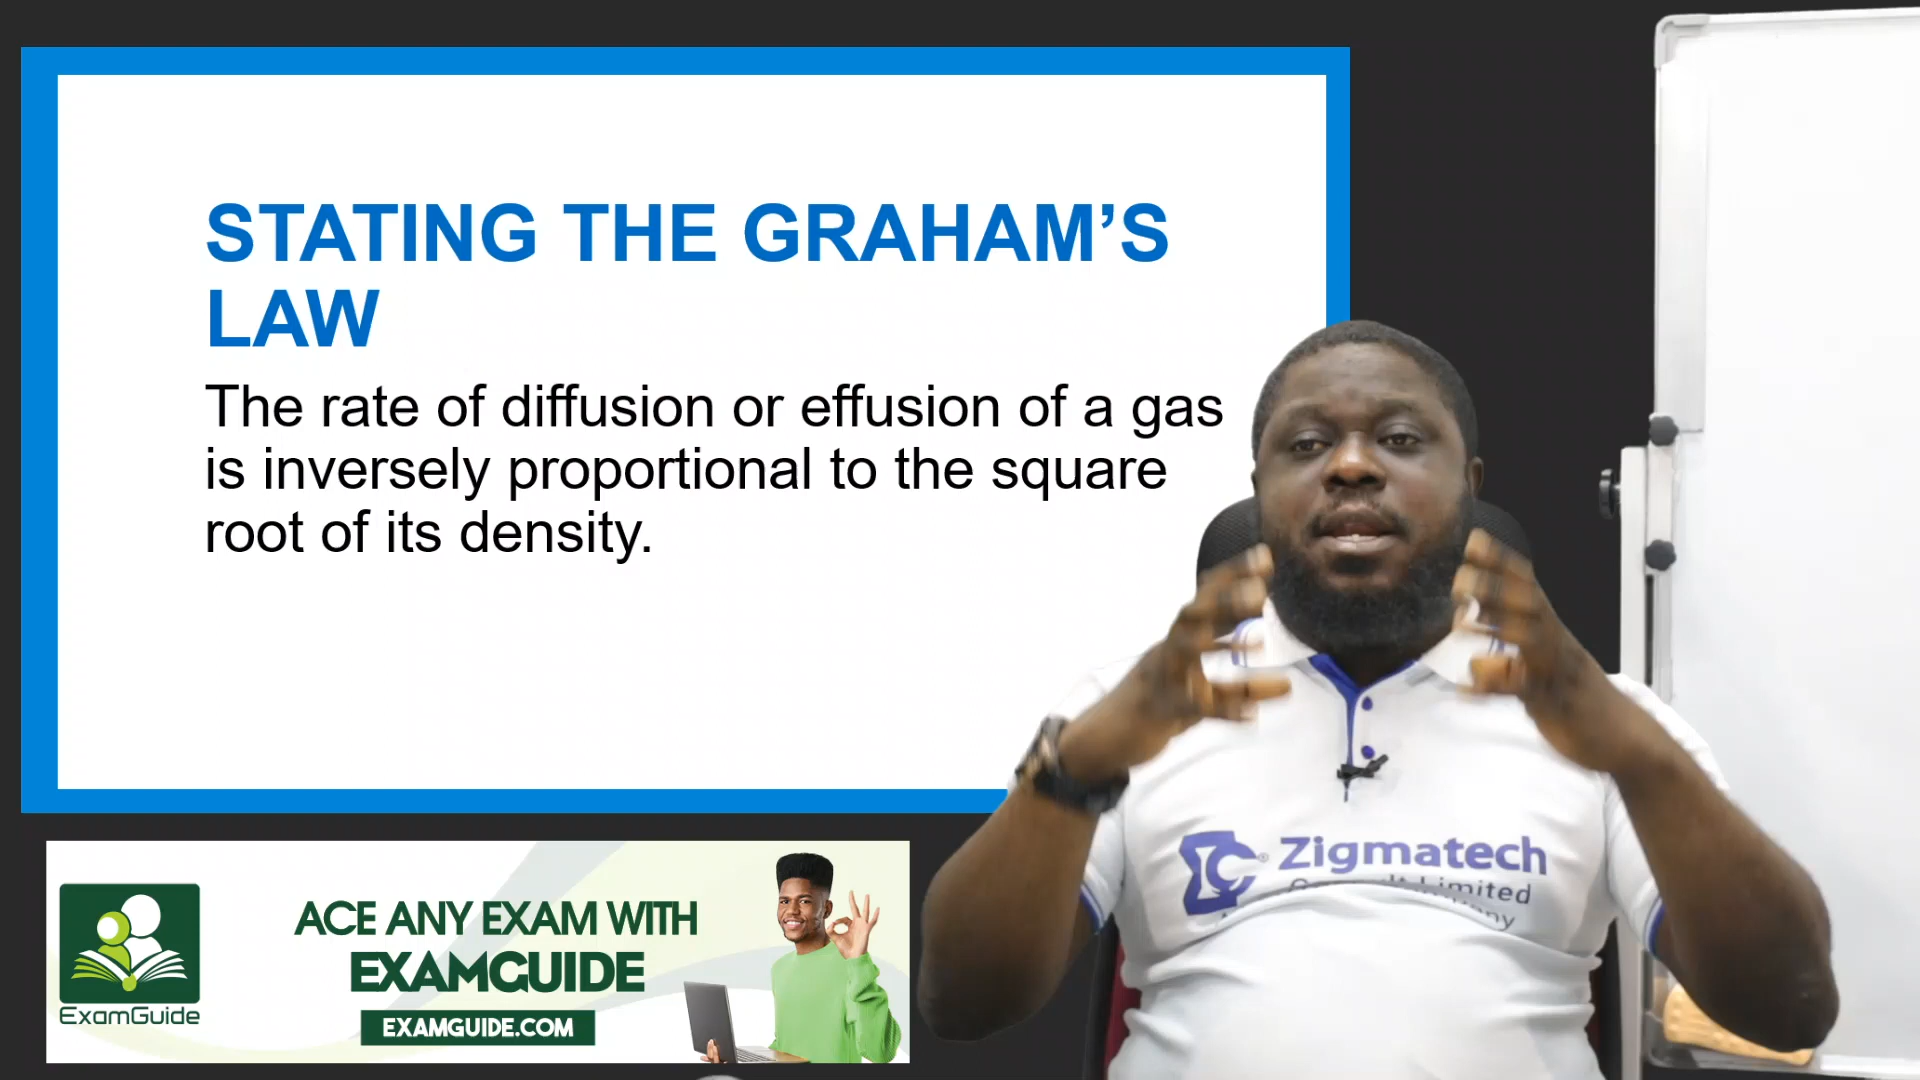 STATING THE GRAHAM’S
LAW
The rate of diffusion or effusion of a gas
is inversely proportional to the square
root of its density.
ACE ANY EXAM WITH
EXAMGUIDE
EXAMGUIDE.COM
ExamGuide
Zigmatech
Limited